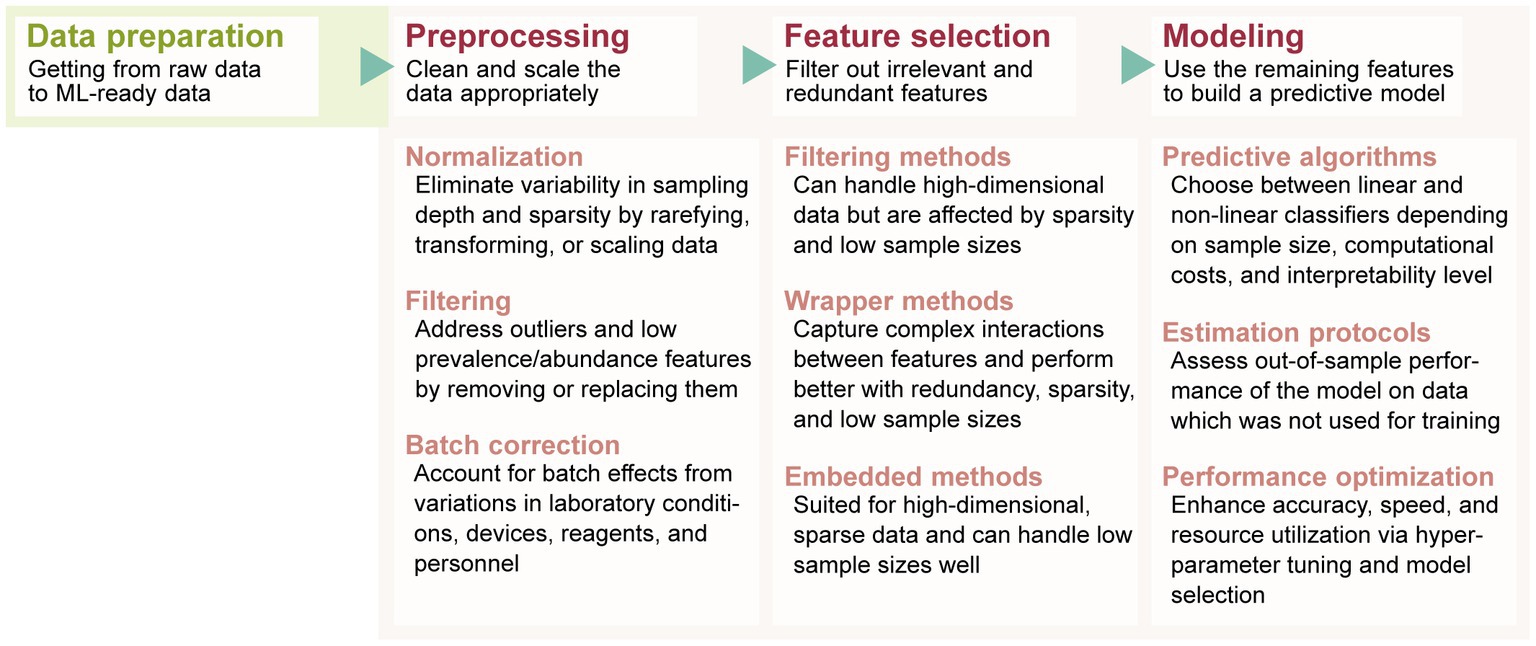 Data preparation
Getting from raw data
to ML-ready data
Preprocessing
Clean and scale the
data appropriately
Feature selection
Filter out irrelevant and
redundant features
Modeling
Use the remaining features
to build a predictive model
Normalization
Eliminate variability in sampling
depth and sparsity by rarefying,
transforming, or scaling data
Filtering
Address outliers and low
prevalence/abundance features
by removing or replacing them
Batch correction
Account for batch effects from
variations in laboratory conditi-
ons, devices, reagents, and
personnel
Filtering methods
Can handle high-dimensional
data but are affected by sparsity
and low sample sizes
Wrapper methods
Capture complex interactions
between features and perform
better with redundancy, sparsity,
and low sample sizes
Embedded methods
Suited for high-dimensional,
sparse data and can handle low
sample sizes well
Predictive algorithms
Choose between linear and
non-linear classifiers depending
on sample size, computational
costs, and interpretability level
Estimation protocols
Assess out-of-sample perfor-
mance of the model on data
which was not used for training
Performance optimization
Enhance accuracy, speed, and
resource utilization via hyper-
parameter tuning and model
selection